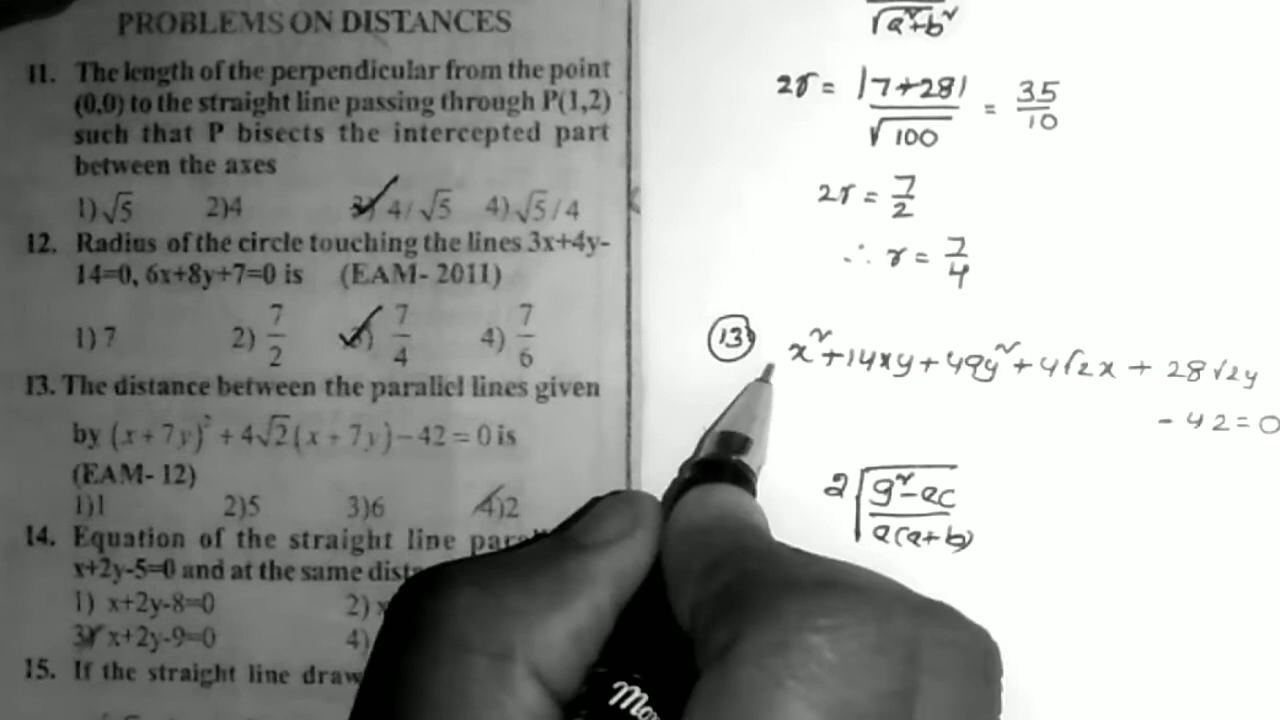 PROBLEMS ON DISTANCES
11. The length of the perpendicular from the point
(0,0) to the straight line passing through P(1,2)
such that P bisects the intercepted part
between the axes
1) √5 2)4 3) 4/√5 4) √5/4
12. Radius of the circle touching the lines 3x+4y-
14=0, 6x+8y+7=0 is (EAM- 2011)
1) 7 2) 7/2 3) 7/4 4) 7/6
13. The distance between the parallel lines given
by (x+7y)² + 4√2(x+7y) − 42 = 0 is
(EAM- 12)
1)1 2)5 3)6 4)2
14. Equation of the straight line
x+2y-5=0 and at the same
1) x+2y-8=0 2)
3) x+2y-9=0 4)
15. If the straight line
√a²+b²
2r = |7+28| / √100 = 35/10
2r = 7/2
∴ r = 7/4
13 x²+14xy+49y²+4√2x + 28√2y
- 42 = 0
2√(g²-ac / a(a+b))